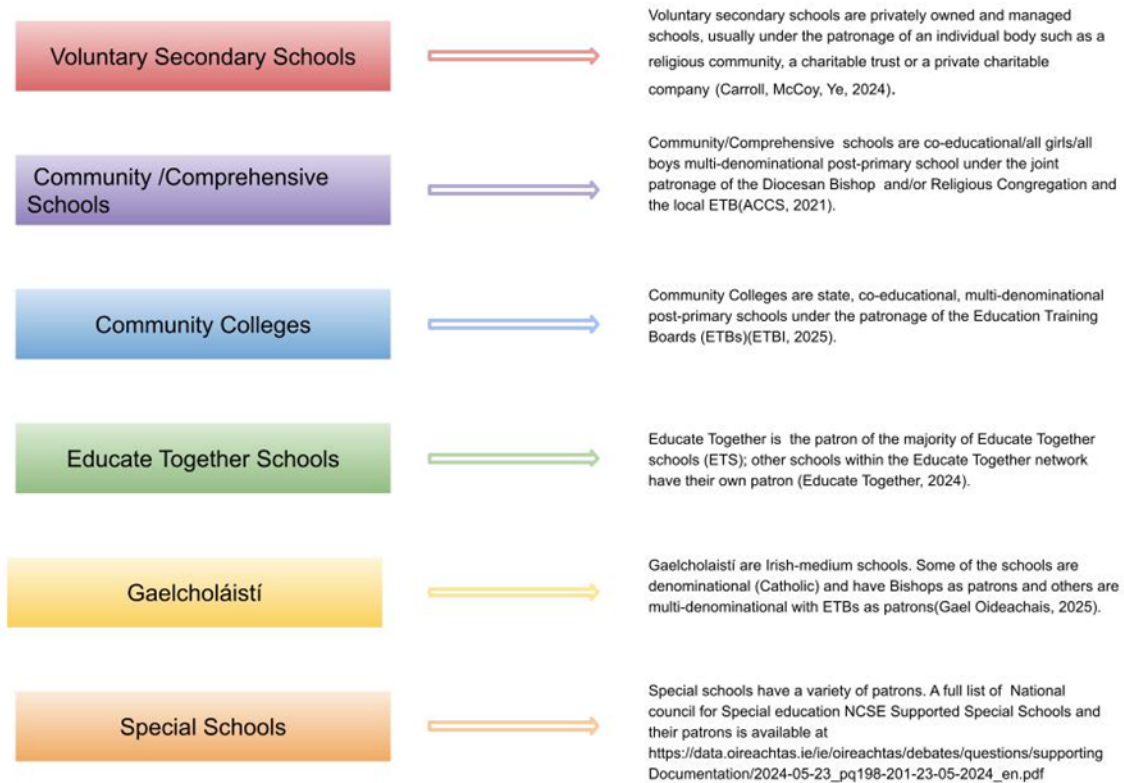 Voluntary Secondary Schools
Voluntary secondary schools are privately owned and managed
schools, usually under the patronage of an individual body such as a
religious community, a charitable trust or a private charitable
company (Carroll, McCoy, Ye, 2024).
Community /Comprehensive
Schools
Community/Comprehensive  schools are co-educational/all girls/all
boys multi-denominational post-primary school under the joint
patronage of the Diocesan Bishop  and/or Religious Congregation and
the local ETB(ACCS, 2021).
Community Colleges
Community Colleges are state, co-educational, multi-denominational
post-primary schools under the patronage of the Education Training
Boards (ETBs)(ETBI, 2025).
Educate Together Schools
Educate Together is  the patron of the majority of Educate Together
schools (ETS); other schools within the Educate Together network
have their own patron (Educate Together, 2024).
Gaelcholáistí
Gaelcholaistí are Irish-medium schools. Some of the schools are
denominational (Catholic) and have Bishops as patrons and others are
multi-denominational with ETBs as patrons(Gael Oideachais, 2025).
Special Schools
Special schools have a variety of patrons. A full list of  National
council for Special education NCSE Supported Special Schools and
their patrons is available at
https://data.oireachtas.ie/ie/oireachtas/debates/questions/supporting
Documentation/2024-05-23_pq198-201-23-05-2024_en.pdf